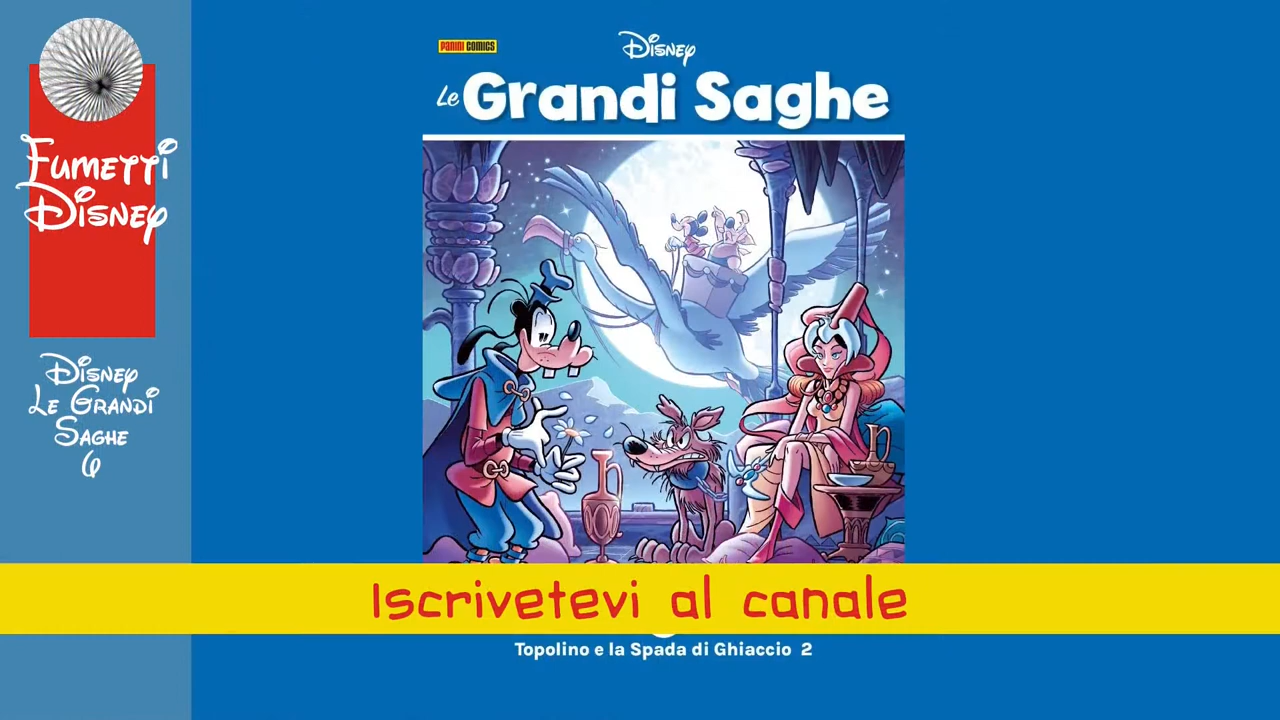 Fumetti
Disney
Disney
Le Grandi
Saghe
6
PANINI COMICS
Disney
Le Grandi Saghe
Iscrivetevi al canale
Topolino e la Spada di Ghiaccio 2